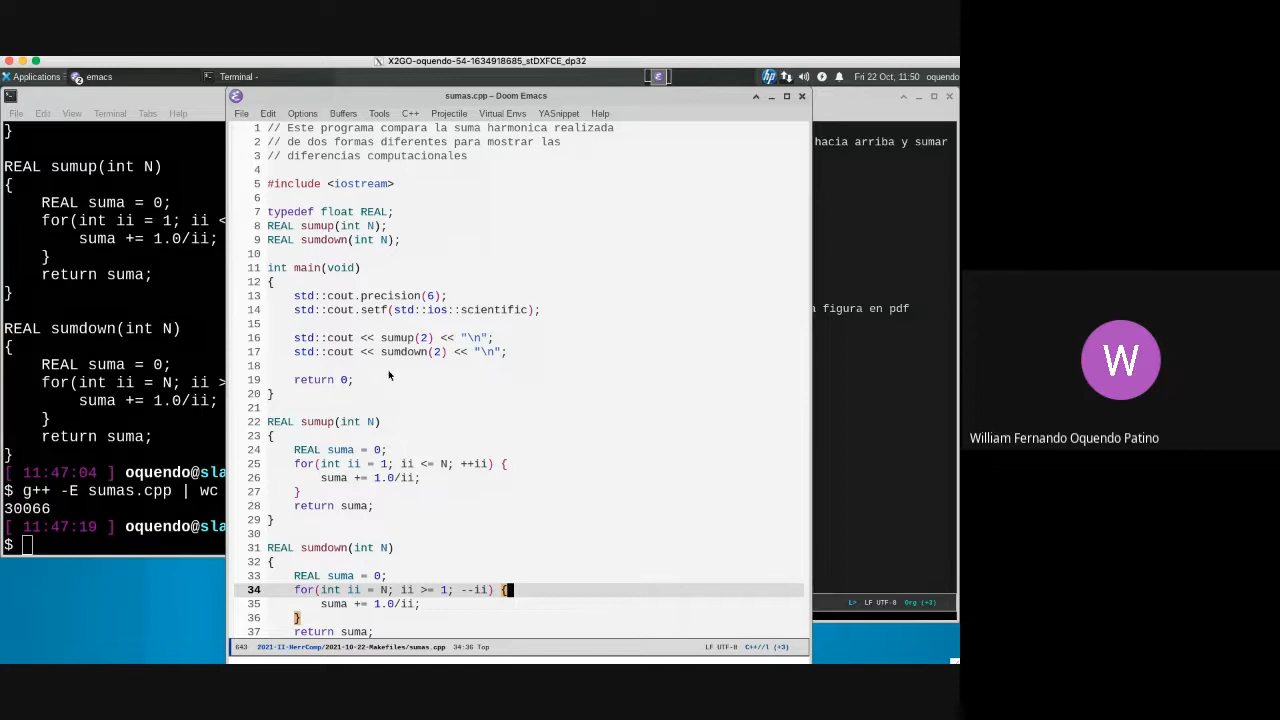 X2GO-oquendo-54-1634918685_stDXFCE_dp32
Applications
emacs
Terminal -
Fri 22 Oct, 11:50 oquendo
File Edit View Terminal Tabs Help
}
REAL sumup(int N)
{
REAL suma = 0;
for(int ii = 1; ii <
suma += 1.0/ii;
}
return suma;
}
REAL sumdown(int N)
{
REAL suma = 0;
for(int ii = N; ii >
suma += 1.0/ii;
}
return suma;
}
[ 11:47:04 ] oquendo@sla
$ g++ -E sumas.cpp | wc
30066
[ 11:47:19 ] oquendo@sla
$
sumas.cpp – Doom Emacs
File Edit Options Buffers Tools C++ Projectile Virtual Envs YASnippet Help
1 // Este programa compara la suma harmonica realizada
2 // de dos formas diferentes para mostrar las
3 // diferencias computacionales
4
5 #include <iostream>
6
7 typedef float REAL;
8 REAL sumup(int N);
9 REAL sumdown(int N);
10
11 int main(void)
12 {
13 std::cout.precision(6);
14 std::cout.setf(std::ios::scientific);
15
16 std::cout << sumup(2) << "\n";
17 std::cout << sumdown(2) << "\n";
18
19 return 0;
20 }
21
22 REAL sumup(int N)
23 {
24 REAL suma = 0;
25 for(int ii = 1; ii <= N; ++ii) {
26 suma += 1.0/ii;
27 }
28 return suma;
29 }
30
31 REAL sumdown(int N)
32 {
33 REAL suma = 0;
34 for(int ii = N; ii >= 1; --ii) {
35 suma += 1.0/ii;
36 }
37 return suma;
643 2021-II-HerrComp/2021-10-22-Makefiles/sumas.cpp 34:36 Top LF UTF-8 C++//l (+3)
hacia arriba y sumar
a figura en pdf
L> LF UTF-8 Org (+3)
W
William Fernando Oquendo Patino